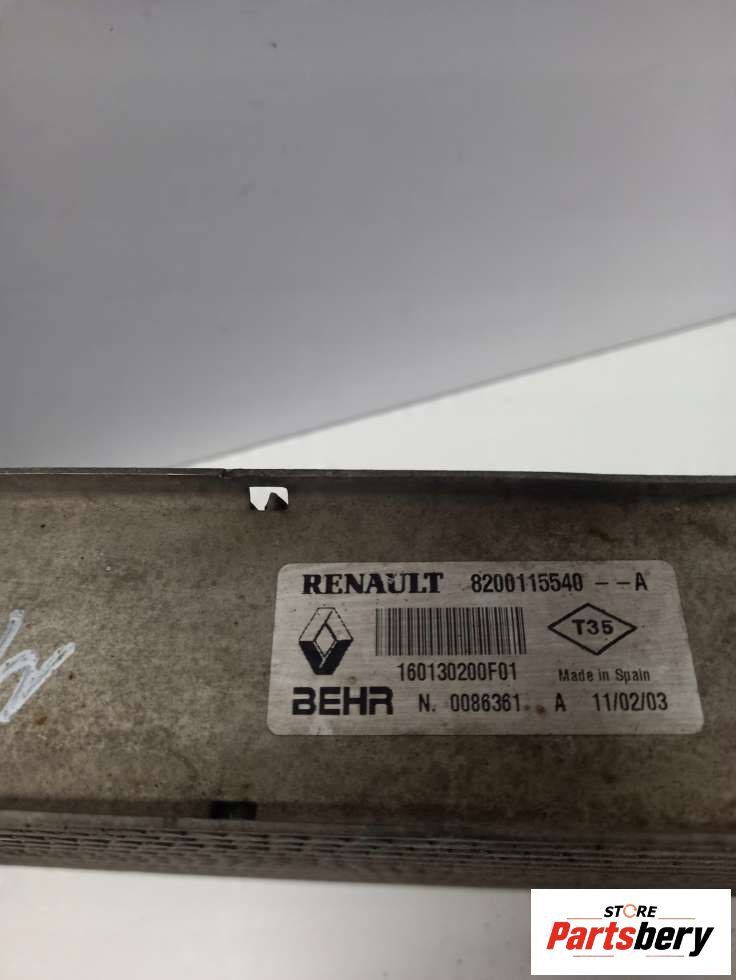 RENAULT 8200115540 --A
T35
160130200F01 Made in Spain
BEHR N. 0086361 A 11/02/03
STORE
Partsbery